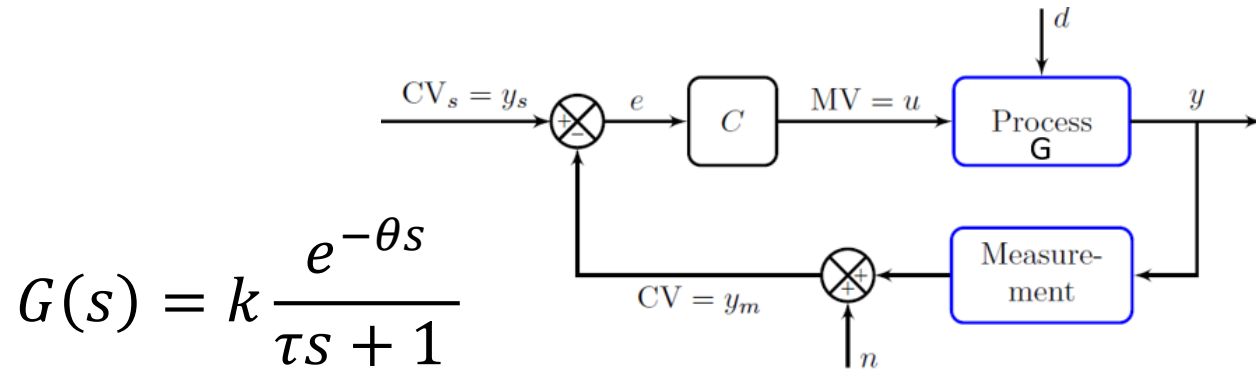 d
CVₛ = yₛ
e
C
MV = u
Process
G
y
+
−
G(s) = k e^{−θs} / (τs + 1)
Measure-
ment
+
+
CV = yₘ
n